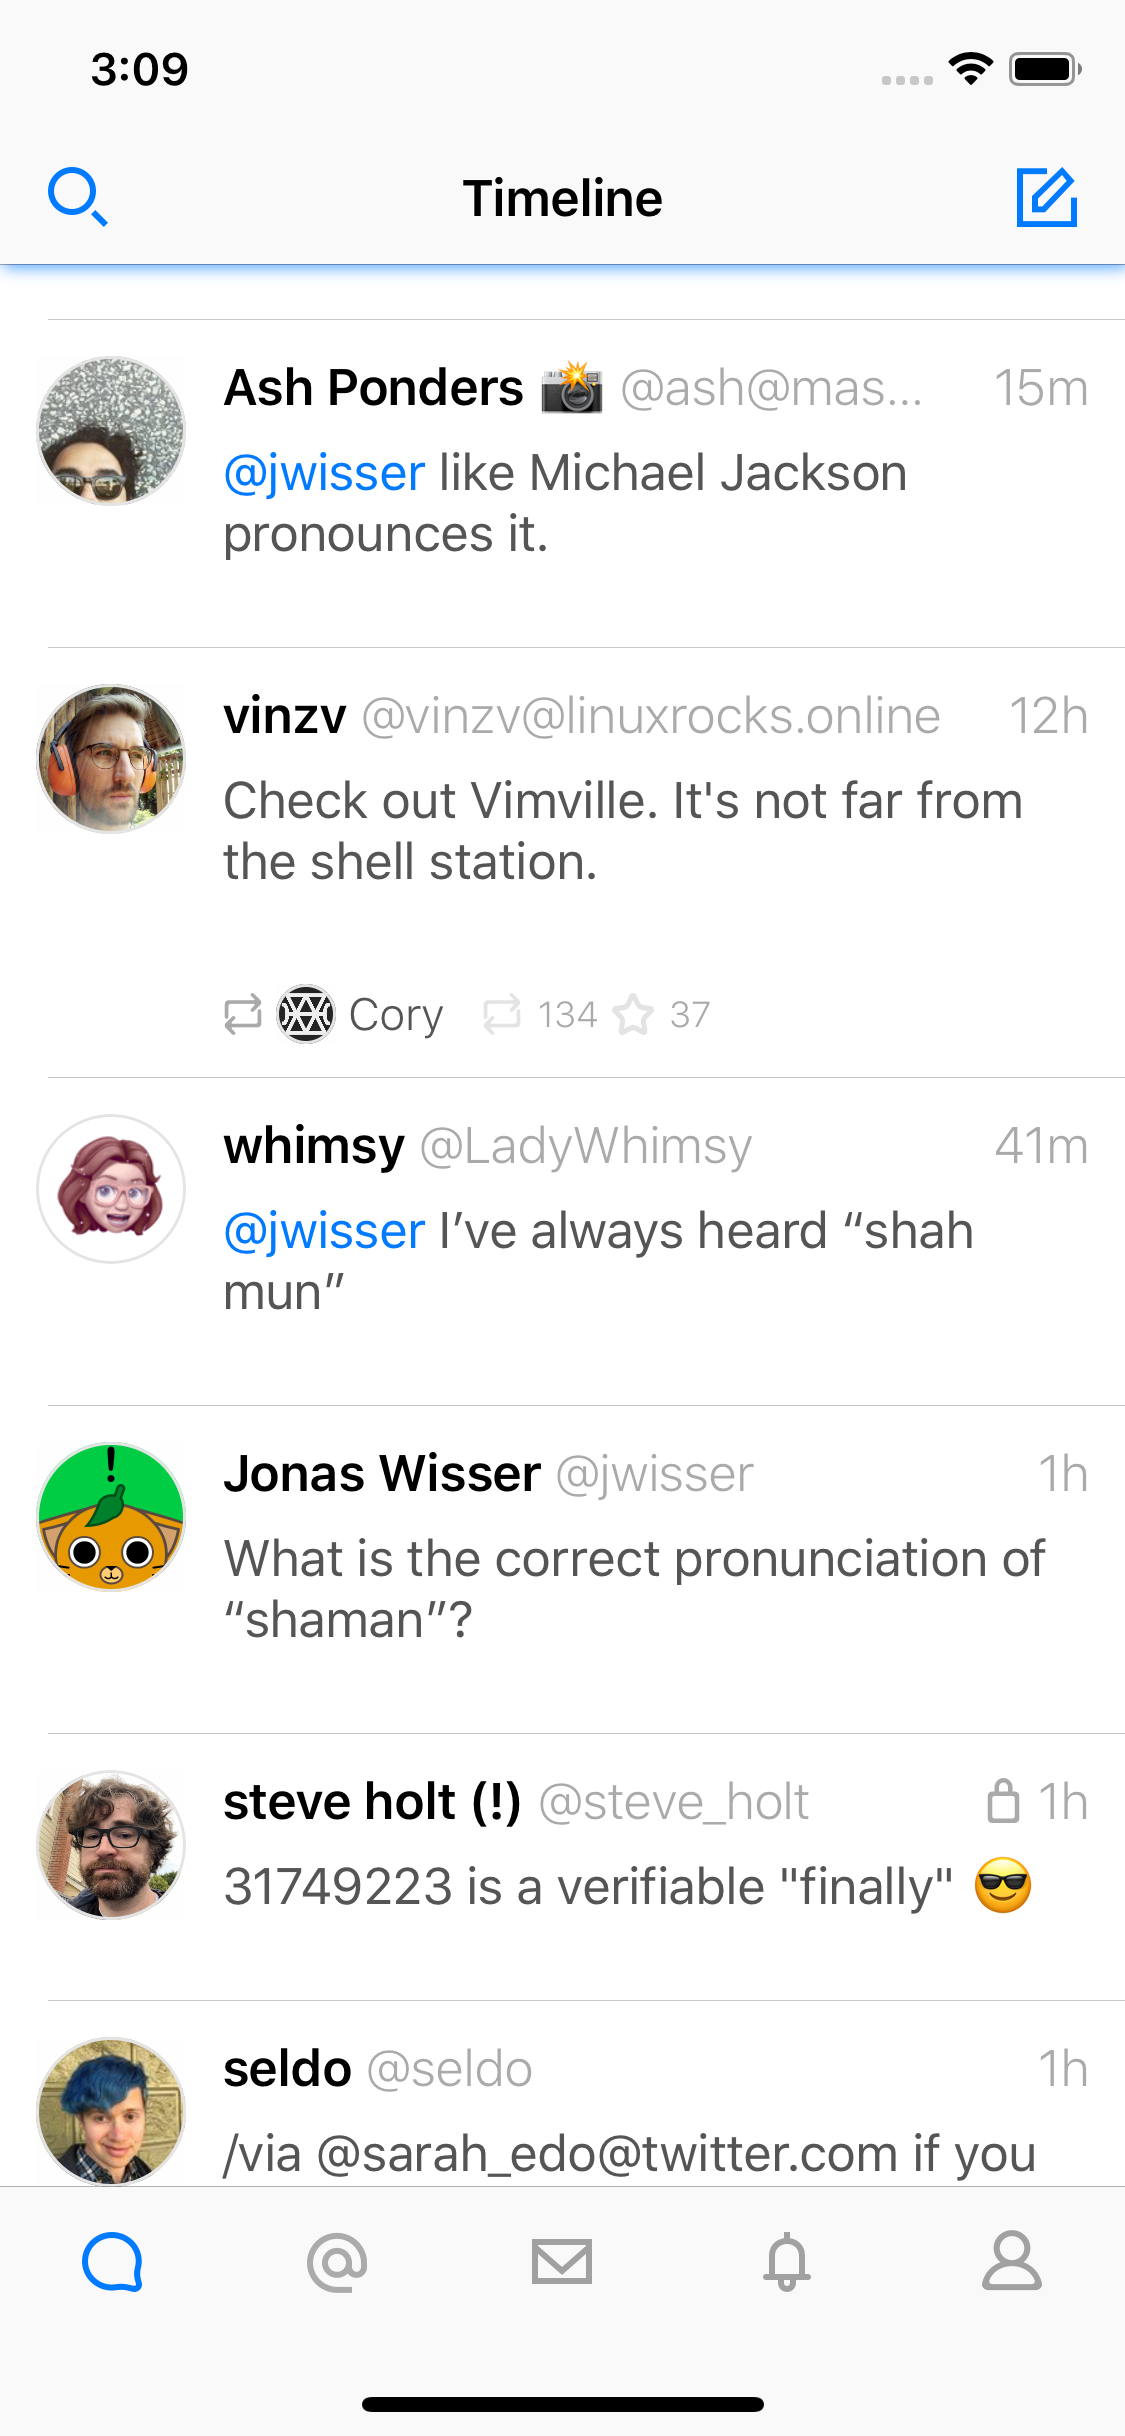 3:09
Timeline
Ash Ponders 📸 @ash@mas... 15m
@jwisser like Michael Jackson
pronounces it.
vinzv @vinzv@linuxrocks.online 12h
Check out Vimville. It's not far from
the shell station.
Cory 134 37
whimsy @LadyWhimsy 41m
@jwisser I’ve always heard “shah
mun”
Jonas Wisser @jwisser 1h
What is the correct pronunciation of
“shaman”?
steve holt (!) @steve_holt 1h
31749223 is a verifiable "finally" 😎
seldo @seldo 1h
/via @sarah_edo@twitter.com if you